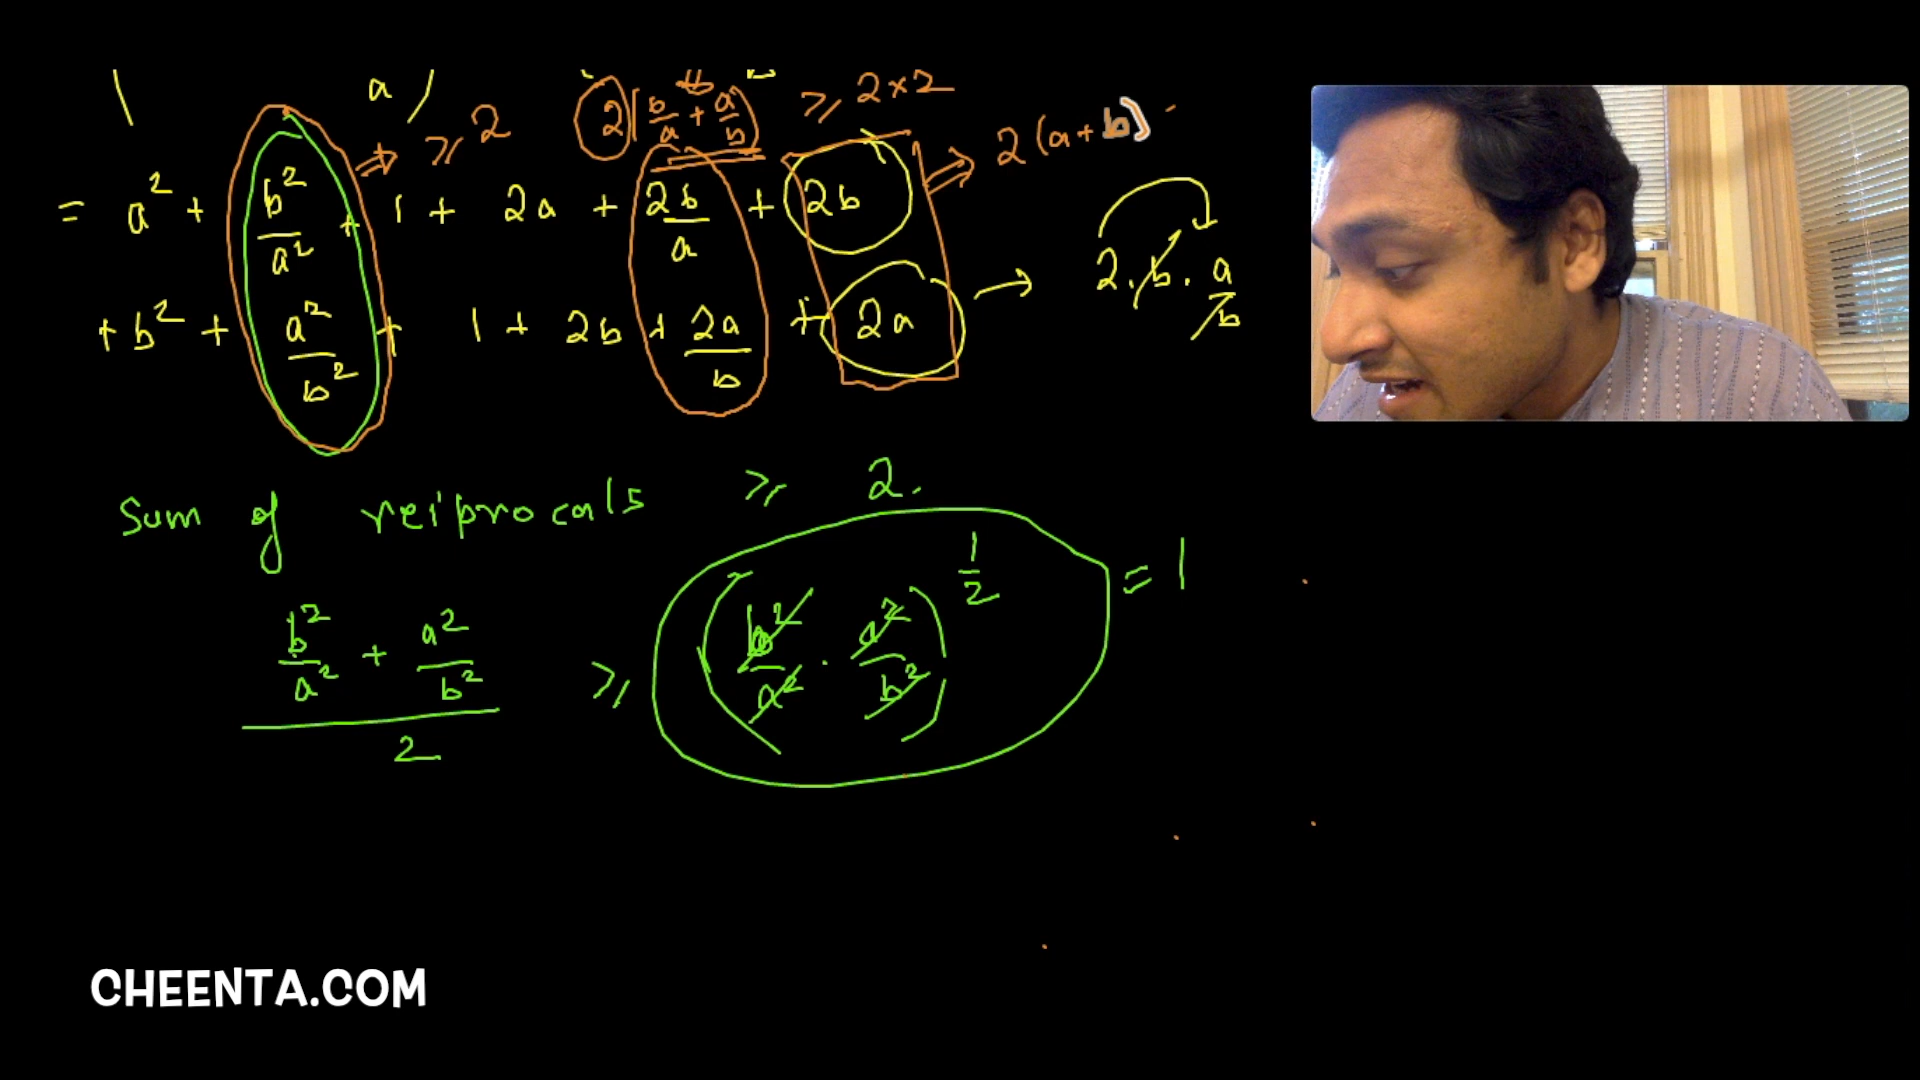 a )
2(b/a + a/b) ⩾ 2×2
⇒ ⩾ 2
⇒ 2(a+b)
= a² + b²/a² + 1 + 2a + 2b/a + 2b
+ b² + a²/b² + 1 + 2b + 2a/b + 2a → 2 . b . a/b
Sum of reiprocals ⩾ 2.
(b²/a² + a²/b²)/2 ⩾ (b²/a² . a²/b²)^(1/2) = 1
CHEENTA.COM